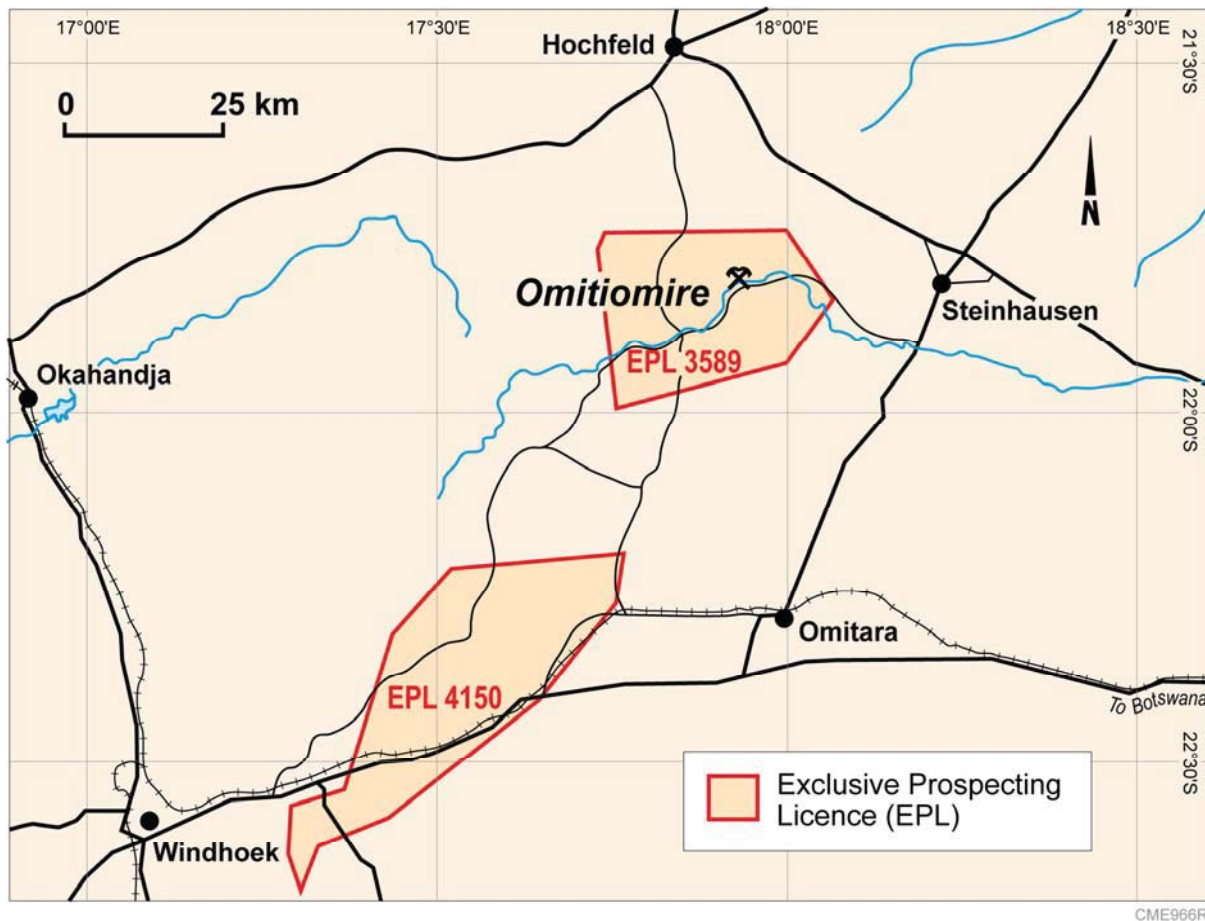 17°00'E
17°30'E
18°00'E
18°30'E
Hochfeld
21°30'S
0 25 km
N
Omitiomire
Steinhausen
EPL 3589
Okahandja
22°00'S
Omitara
EPL 4150
To Botswana
22°30'S
Exclusive Prospecting
Licence (EPL)
Windhoek
CME966R